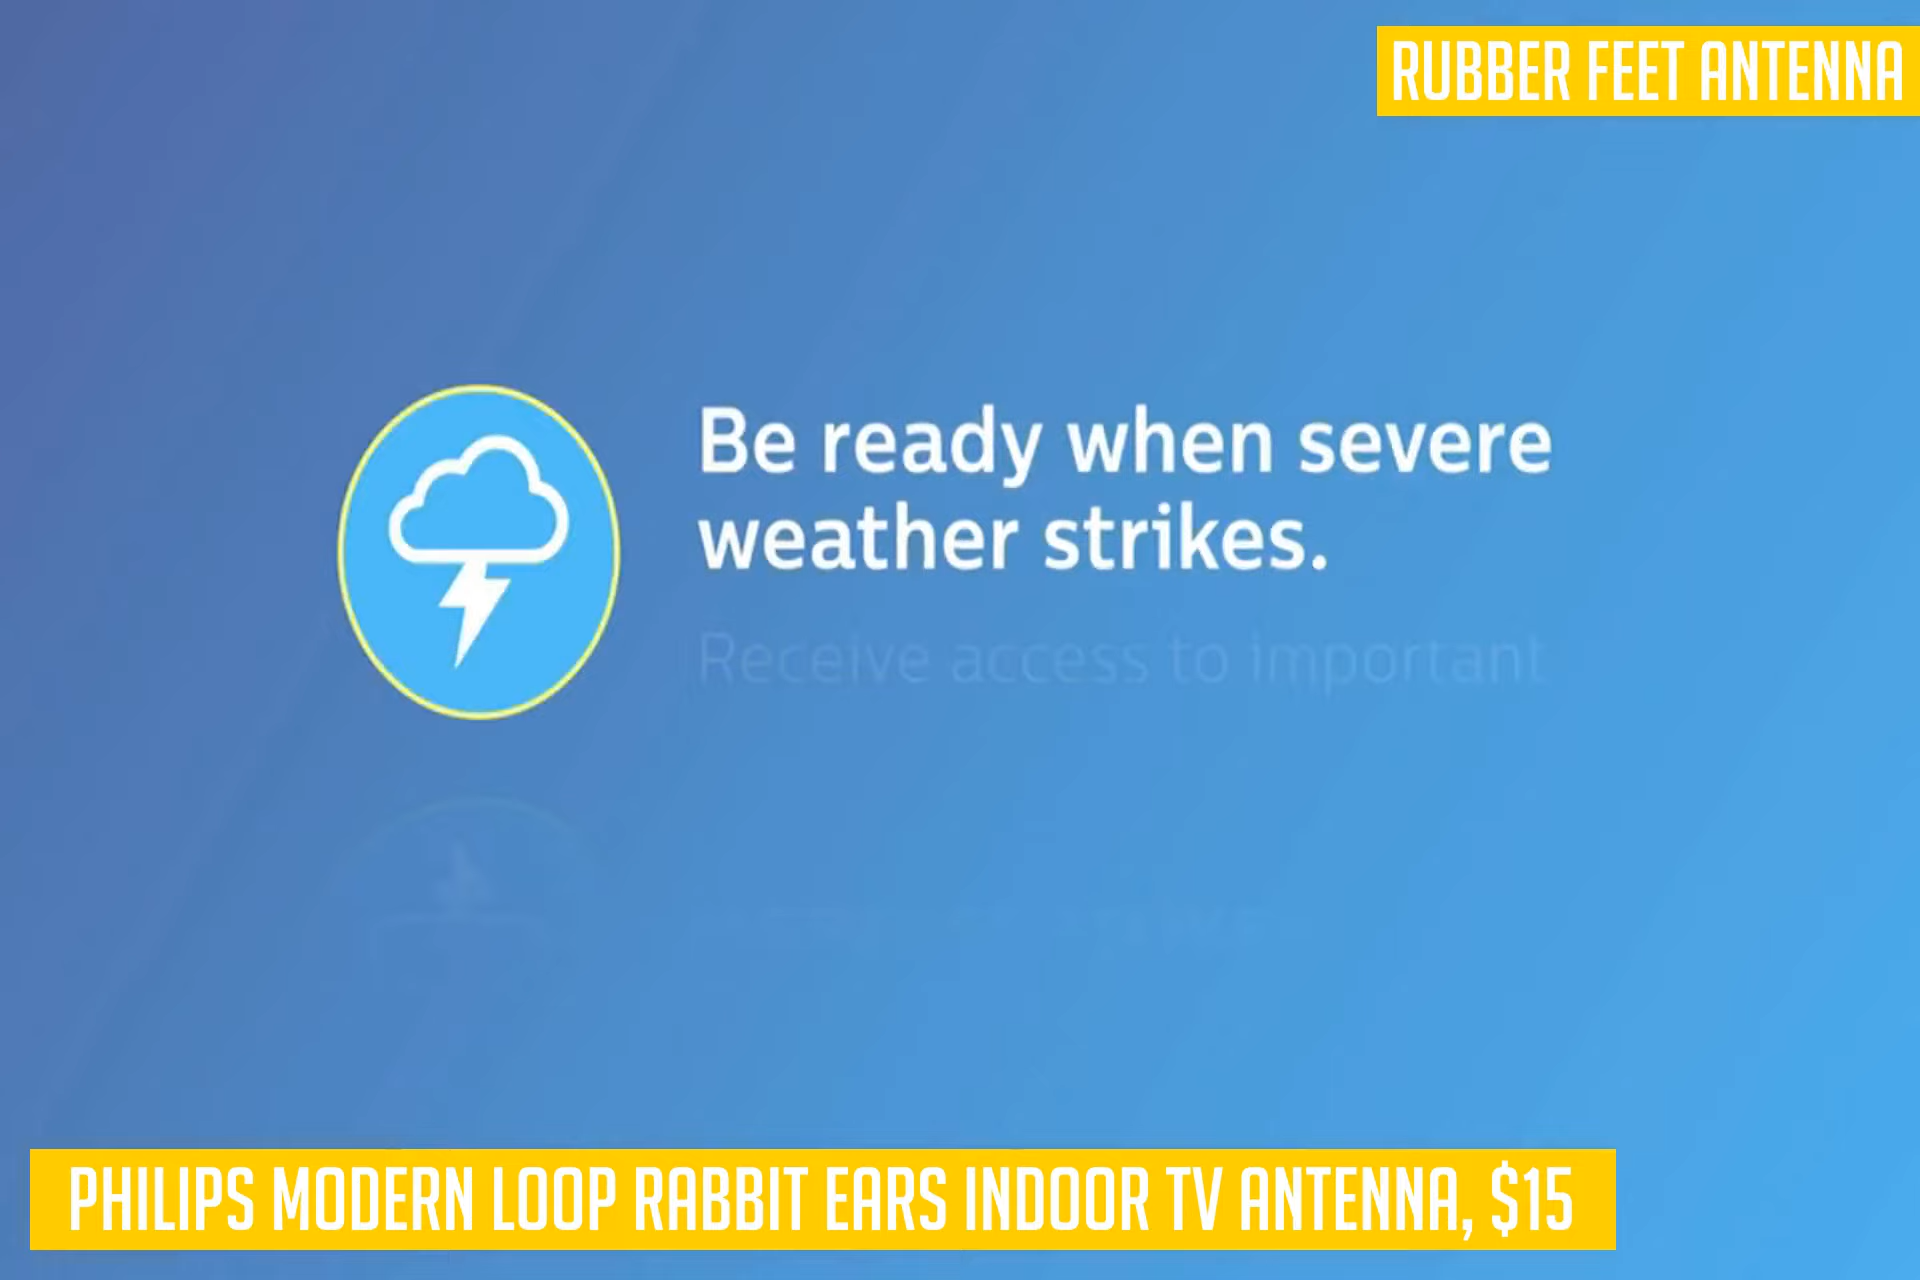 RUBBER FEET ANTENNA
Be ready when severe
weather strikes.
Receive access to important
PHILIPS MODERN LOOP RABBIT EARS INDOOR TV ANTENNA, $15